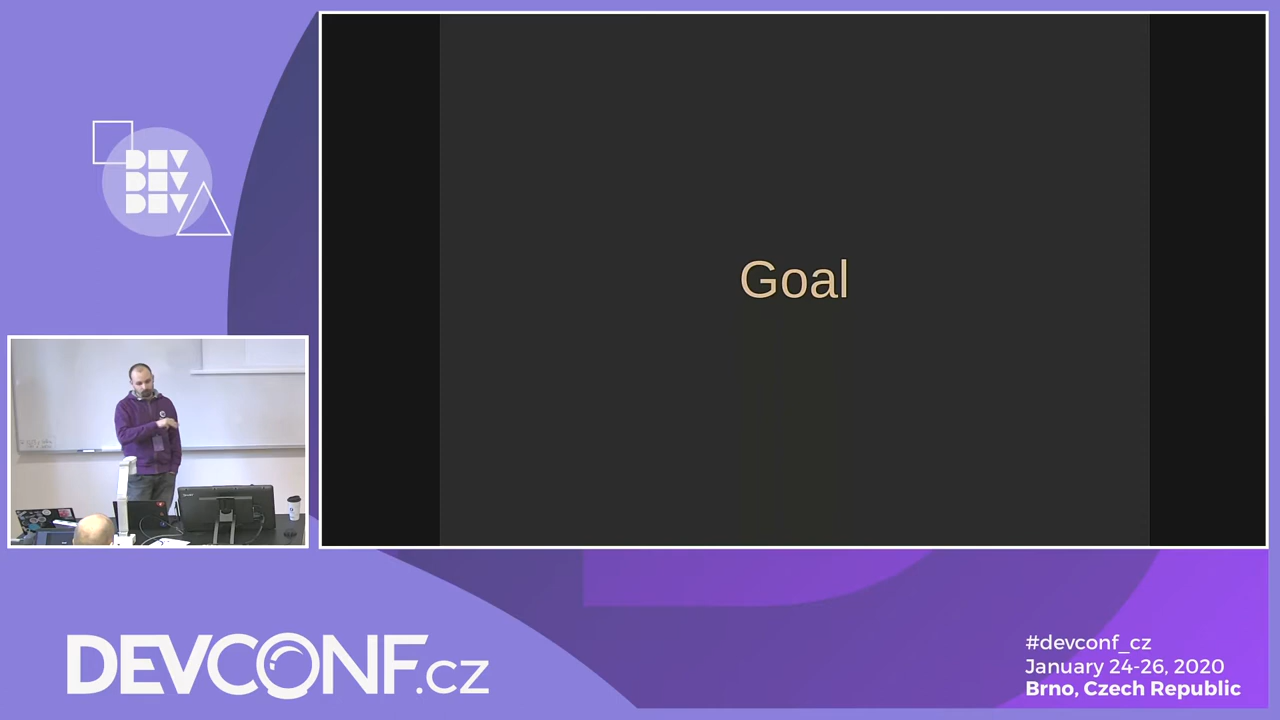 DEV
DEV
DEV
Goal
DEVCONF.cz
#devconf_cz
January 24-26, 2020
Brno, Czech Republic